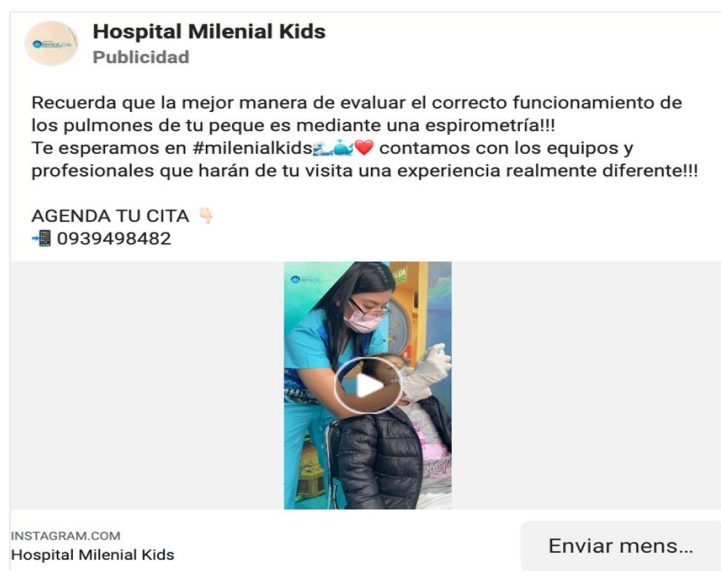 Hospital Milenial Kids
Publicidad
Recuerda que la mejor manera de evaluar el correcto funcionamiento de
los pulmones de tu peque es mediante una espirometría!!!
Te esperamos en #milenialkids🌊🐳❤️ contamos con los equipos y
profesionales que harán de tu visita una experiencia realmente diferente!!!
AGENDA TU CITA 👇🏻
📲 0939498482
INSTAGRAM.COM
Hospital Milenial Kids
Enviar mens...